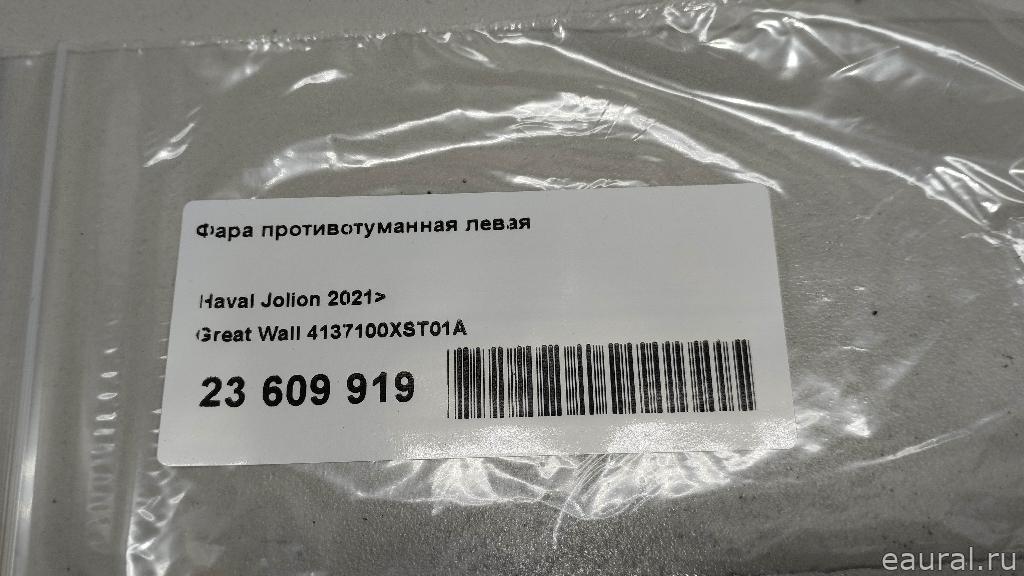 Фара противотуманная левая
Haval Jolion 2021>
Great Wall 4137100XST01A
23 609 919
eaural.ru